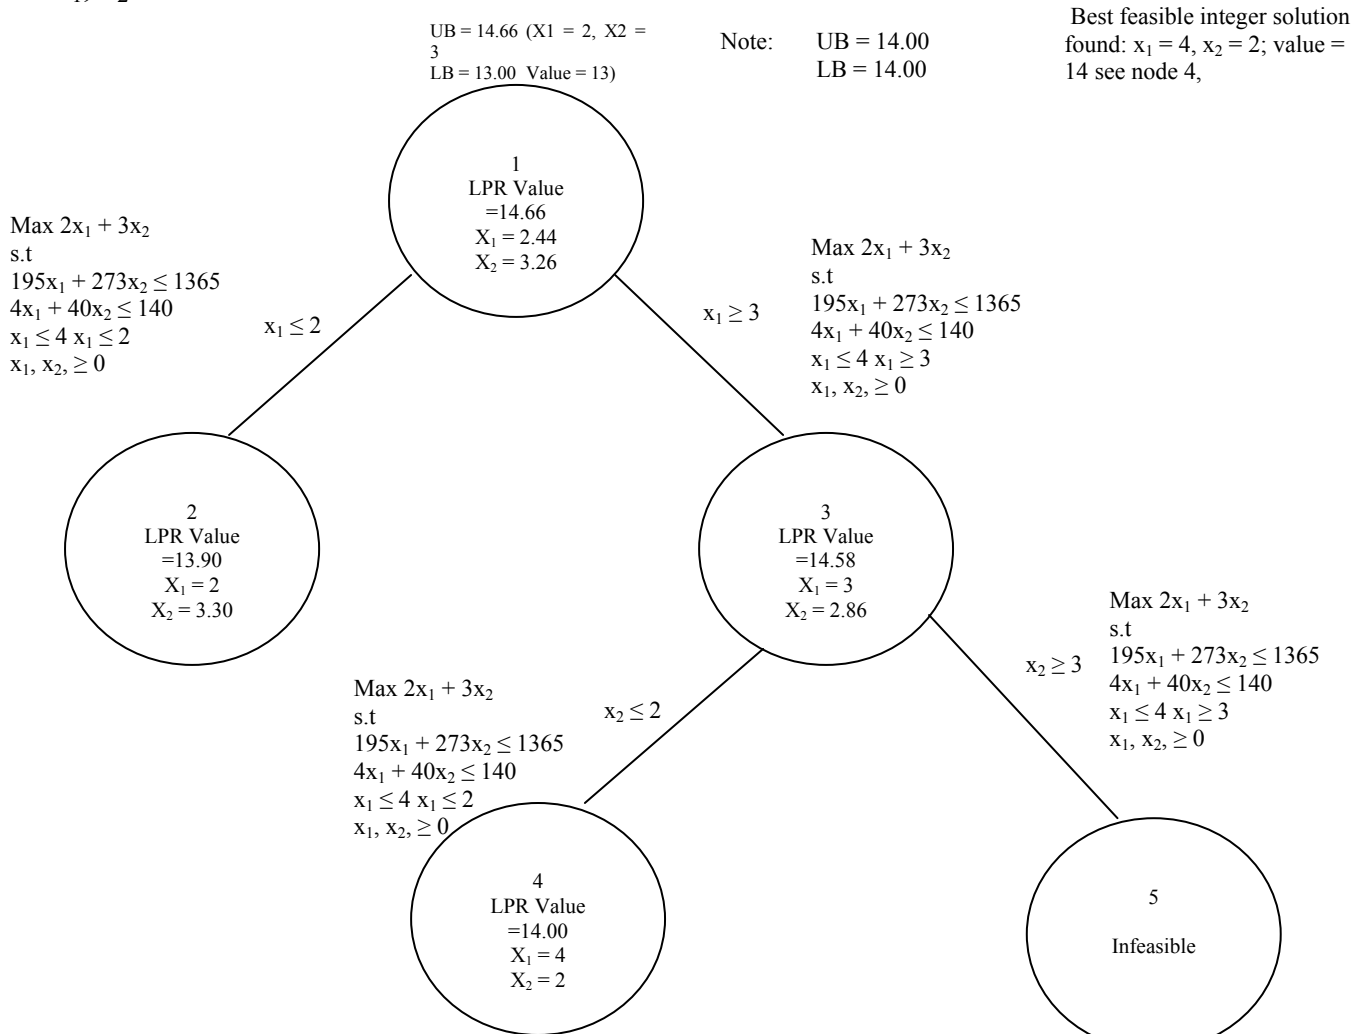 UB = 14.66 (X1 = 2, X2 =
3
LB = 13.00 Value = 13)
Note: UB = 14.00
LB = 14.00
Best feasible integer solution
found: x₁ = 4, x₂ = 2; value =
14 see node 4,
1
LPR Value
=14.66
X₁ = 2.44
X₂ = 3.26
Max 2x₁ + 3x₂
s.t
195x₁ + 273x₂ ≤ 1365
4x₁ + 40x₂ ≤ 140
x₁ ≤ 4 x₁ ≤ 2
x₁, x₂, ≥ 0
x₁ ≤ 2
x₁ ≥ 3
Max 2x₁ + 3x₂
s.t
195x₁ + 273x₂ ≤ 1365
4x₁ + 40x₂ ≤ 140
x₁ ≤ 4 x₁ ≥ 3
x₁, x₂, ≥ 0
2
LPR Value
=13.90
X₁ = 2
X₂ = 3.30
3
LPR Value
=14.58
X₁ = 3
X₂ = 2.86
Max 2x₁ + 3x₂
s.t
195x₁ + 273x₂ ≤ 1365
4x₁ + 40x₂ ≤ 140
x₁ ≤ 4 x₁ ≤ 2
x₁, x₂, ≥ 0
x₂ ≤ 2
x₂ ≥ 3
Max 2x₁ + 3x₂
s.t
195x₁ + 273x₂ ≤ 1365
4x₁ + 40x₂ ≤ 140
x₁ ≤ 4 x₁ ≥ 3
x₁, x₂, ≥ 0
4
LPR Value
=14.00
X₁ = 4
X₂ = 2
5
Infeasible